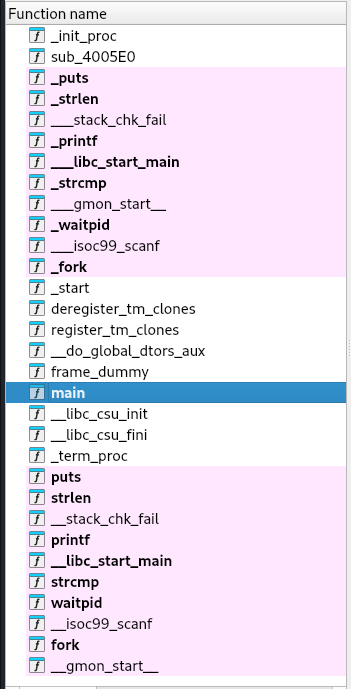 Function name
_init_proc
sub_4005E0
_puts
_strlen
___stack_chk_fail
_printf
___libc_start_main
_strcmp
___gmon_start__
_waitpid
___isoc99_scanf
_fork
_start
deregister_tm_clones
register_tm_clones
__do_global_dtors_aux
frame_dummy
main
__libc_csu_init
__libc_csu_fini
_term_proc
puts
strlen
__stack_chk_fail
printf
__libc_start_main
strcmp
waitpid
__isoc99_scanf
fork
__gmon_start__